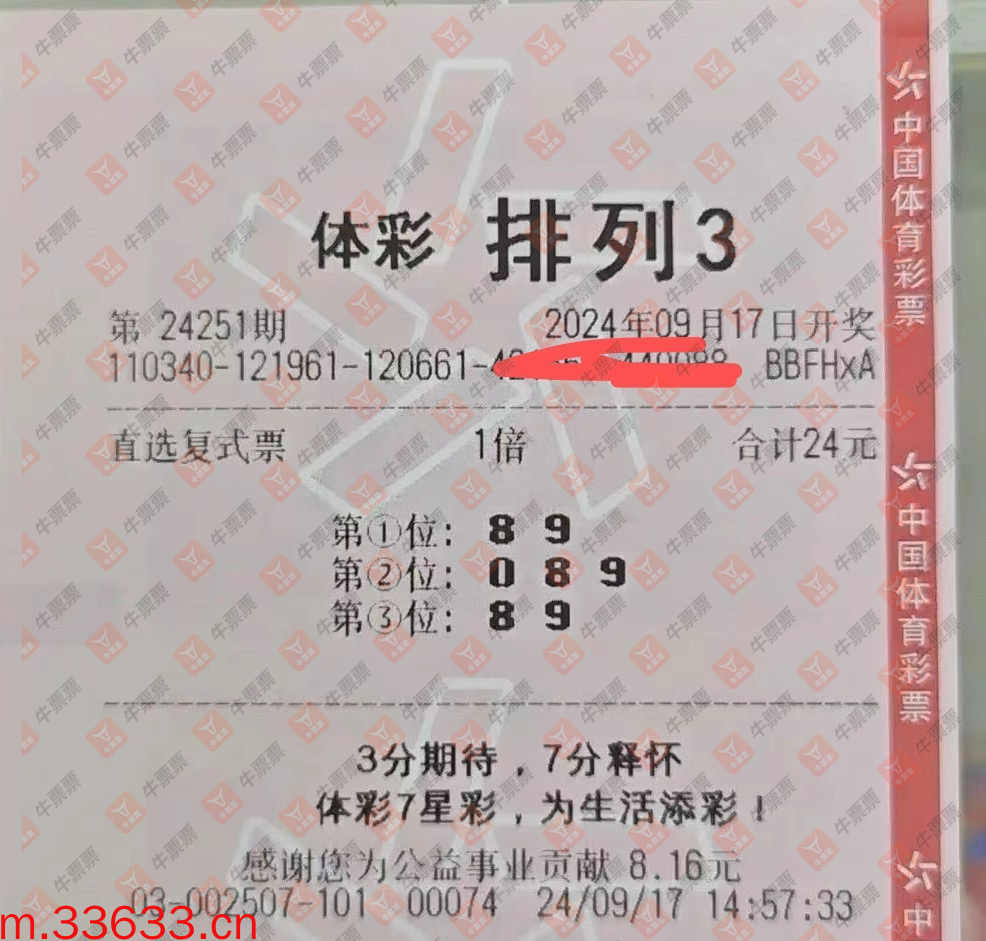 体彩 排列3
第 24251期 2024年09月17日开奖
110340-121961-120661- BBFHxA
直选复式票 1倍 合计24元
第①位: 8 9
第②位: 0 8 9
第③位: 8 9
3分期待，7分释怀
体彩7星彩，为生活添彩！
感谢您为公益事业贡献 8.16元
03-002507-101 00074 24/09/17 14:57:33
m.33633.cn
中国体育彩票
中国体育彩票
中
牛票票